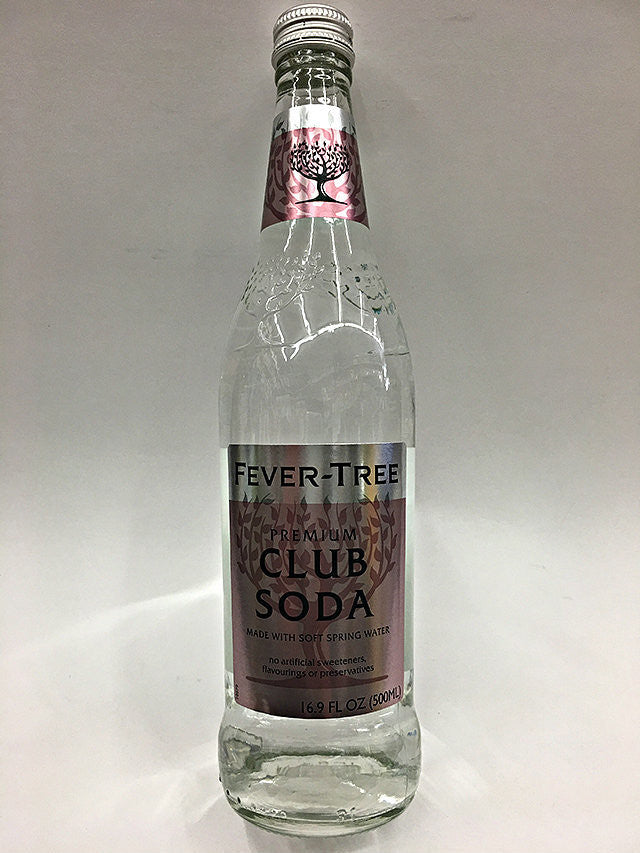 FEVER-TREE
PREMIUM
CLUB
SODA
MADE WITH SOFT SPRING WATER
no artificial sweeteners,
flavourings or preservatives
16.9 FL OZ (500ML)